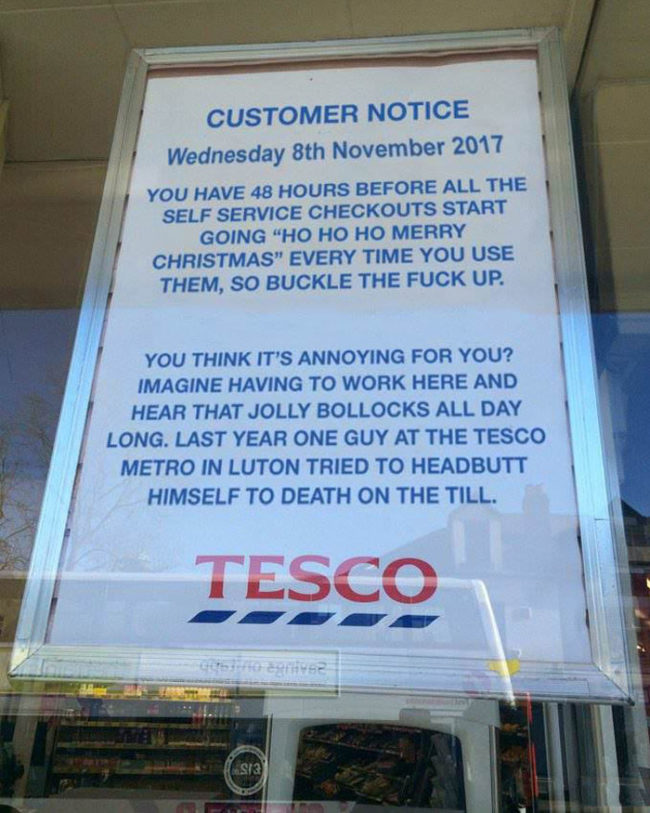 CUSTOMER NOTICE
Wednesday 8th November 2017
YOU HAVE 48 HOURS BEFORE ALL THE
SELF SERVICE CHECKOUTS START
GOING “HO HO HO MERRY
CHRISTMAS” EVERY TIME YOU USE
THEM, SO BUCKLE THE FUCK UP.
YOU THINK IT’S ANNOYING FOR YOU?
IMAGINE HAVING TO WORK HERE AND
HEAR THAT JOLLY BOLLOCKS ALL DAY
LONG. LAST YEAR ONE GUY AT THE TESCO
METRO IN LUTON TRIED TO HEADBUTT
HIMSELF TO DEATH ON THE TILL.
TESCO
Savings on